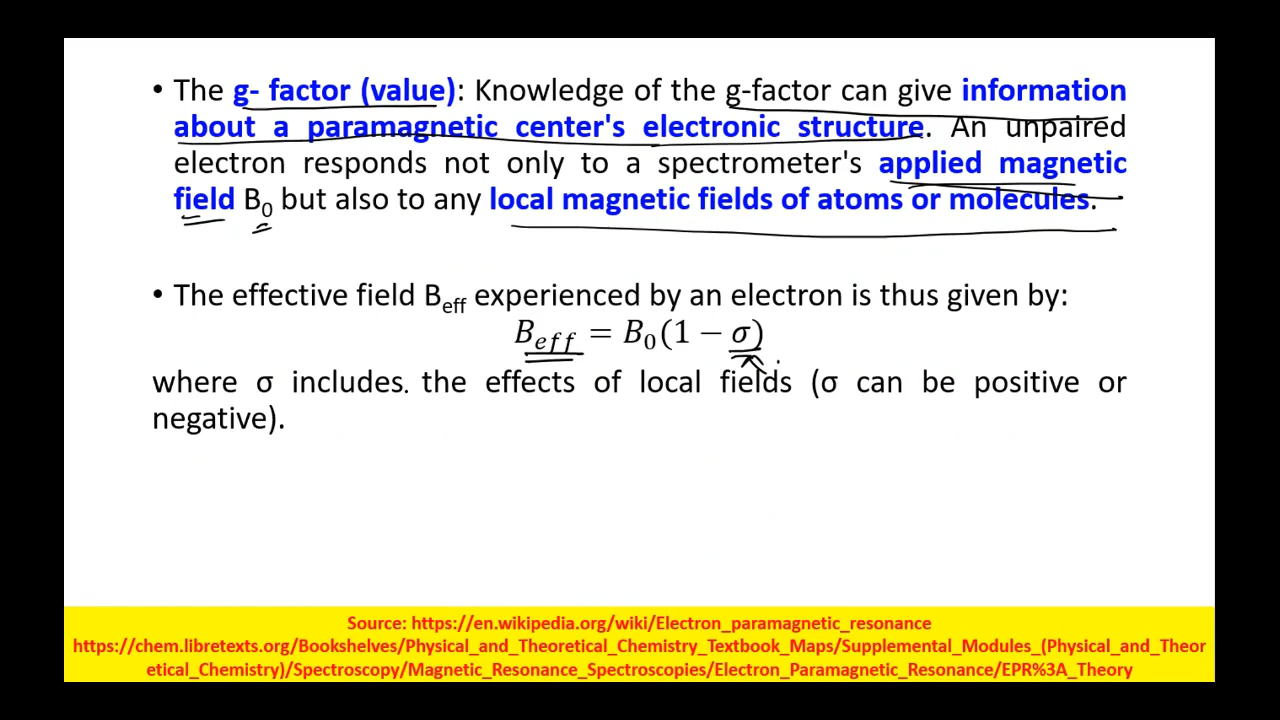 • The g- factor (value): Knowledge of the g-factor can give information
about a paramagnetic center's electronic structure. An unpaired
electron responds not only to a spectrometer's applied magnetic
field B₀ but also to any local magnetic fields of atoms or molecules.
• The effective field Beff experienced by an electron is thus given by:
Beff = B₀(1 − σ)
where σ includes the effects of local fields (σ can be positive or
negative).
Source: https://en.wikipedia.org/wiki/Electron_paramagnetic_resonance
https://chem.libretexts.org/Bookshelves/Physical_and_Theoretical_Chemistry_Textbook_Maps/Supplemental_Modules_(Physical_and_Theor
etical_Chemistry)/Spectroscopy/Magnetic_Resonance_Spectroscopies/Electron_Paramagnetic_Resonance/EPR%3A_Theory